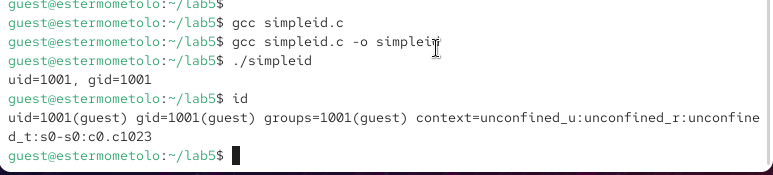 guest@estermometolo:~/lab5$
guest@estermometolo:~/lab5$ gcc simpleid.c
guest@estermometolo:~/lab5$ gcc simpleid.c -o simpleid
guest@estermometolo:~/lab5$ ./simpleid
uid=1001, gid=1001
guest@estermometolo:~/lab5$ id
uid=1001(guest) gid=1001(guest) groups=1001(guest) context=unconfined_u:unconfined_r:unconfine
d_t:s0-s0:c0.c1023
guest@estermometolo:~/lab5$